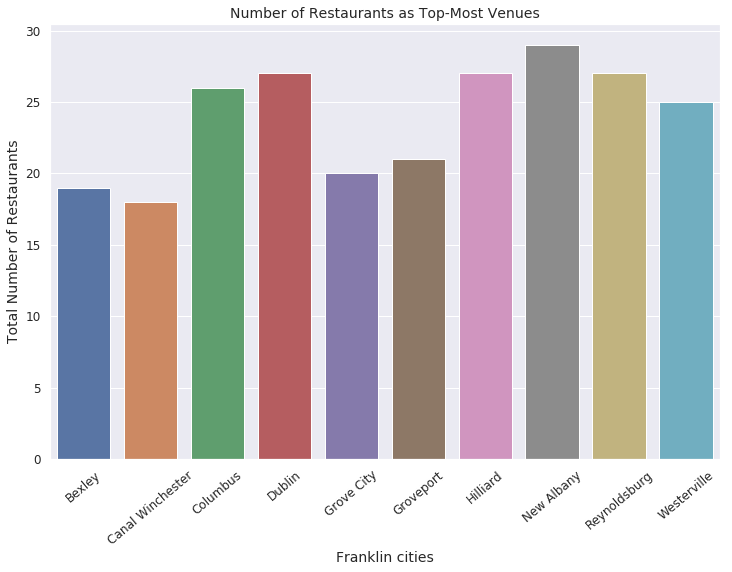 Number of Restaurants as Top-Most Venues
Total Number of Restaurants
30
25
20
15
10
5
0
Bexley
Canal Winchester
Columbus
Dublin
Grove City
Groveport
Hilliard
New Albany
Reynoldsburg
Westerville
Franklin cities